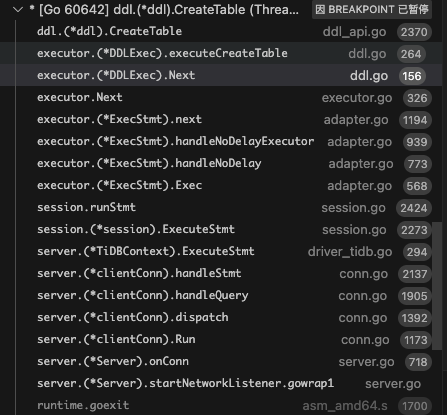 * [Go 60642] ddl.(*ddl).CreateTable (Threa... 因 BREAKPOINT 已暂停
ddl.(*ddl).CreateTable ddl_api.go 2370
executor.(*DDLExec).executeCreateTable ddl.go 264
executor.(*DDLExec).Next ddl.go 156
executor.Next executor.go 326
executor.(*ExecStmt).next adapter.go 1194
executor.(*ExecStmt).handleNoDelayExecutor adapter.go 939
executor.(*ExecStmt).handleNoDelay adapter.go 773
executor.(*ExecStmt).Exec adapter.go 568
session.runStmt session.go 2424
session.(*session).ExecuteStmt session.go 2273
server.(*TiDBContext).ExecuteStmt driver_tidb.go 294
server.(*clientConn).handleStmt conn.go 2137
server.(*clientConn).handleQuery conn.go 1905
server.(*clientConn).dispatch conn.go 1392
server.(*clientConn).Run conn.go 1173
server.(*Server).onConn server.go 718
server.(*Server).startNetworkListener.gowrap1 server.go
runtime.goexit asm_amd64.s 1700